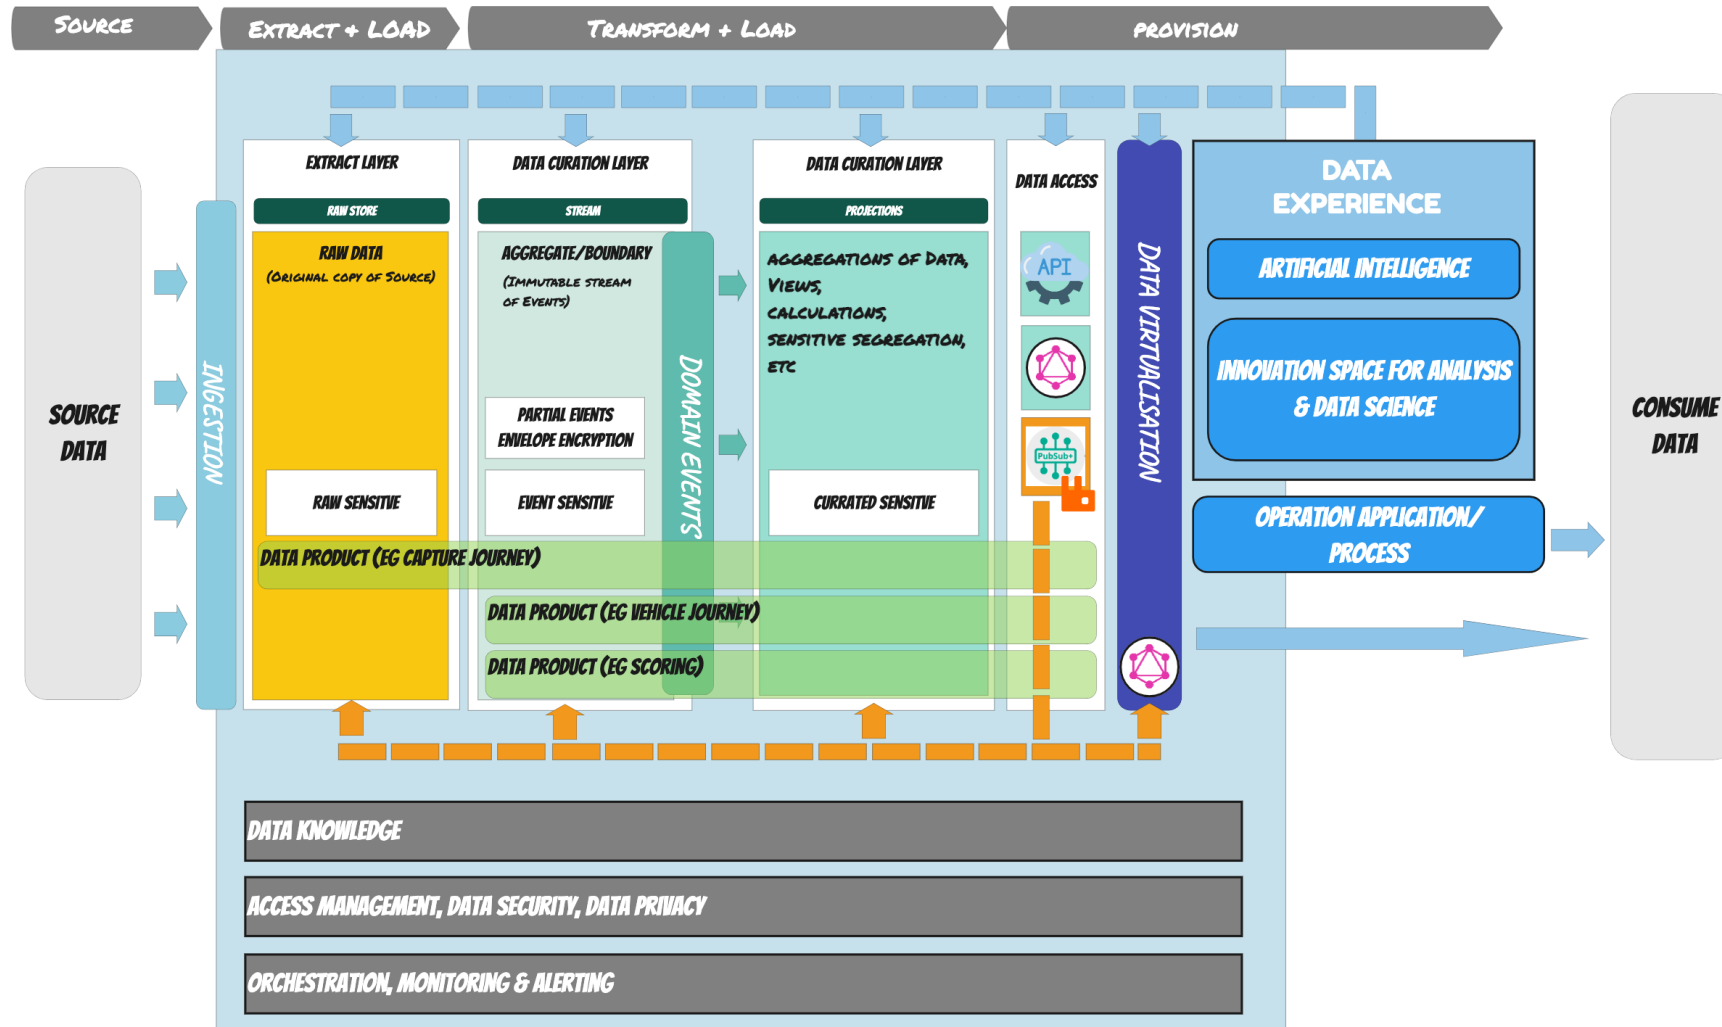 Source
Extract + LOAD
Transform + Load
Provision
Source
Data
Ingestion
Extract Layer
Raw Store
Raw Data
(Original copy of Source)
Raw Sensitive
Data Curation Layer
Stream
Aggregate/Boundary
(Immutable stream
of Events)
Partial Events
Envelope Encryption
Event Sensitive
Domain Events
Data Curation Layer
Projections
Aggregations of Data,
Views,
calculations,
sensitive segregation,
etc
Currated Sensitive
Data Access
API
PubSub+
Data Virtualisation
DATA
EXPERIENCE
Artificial Intelligence
Innovation Space for Analysis
& Data Science
Operation Application/
Process
Consume
Data
Data Product (eg Capture Journey)
Data Product (eg Vehicle Journey)
Data Product (eg Scoring)
Data Knowledge
Access Management, Data Security, Data Privacy
Orchestration, Monitoring & Alerting